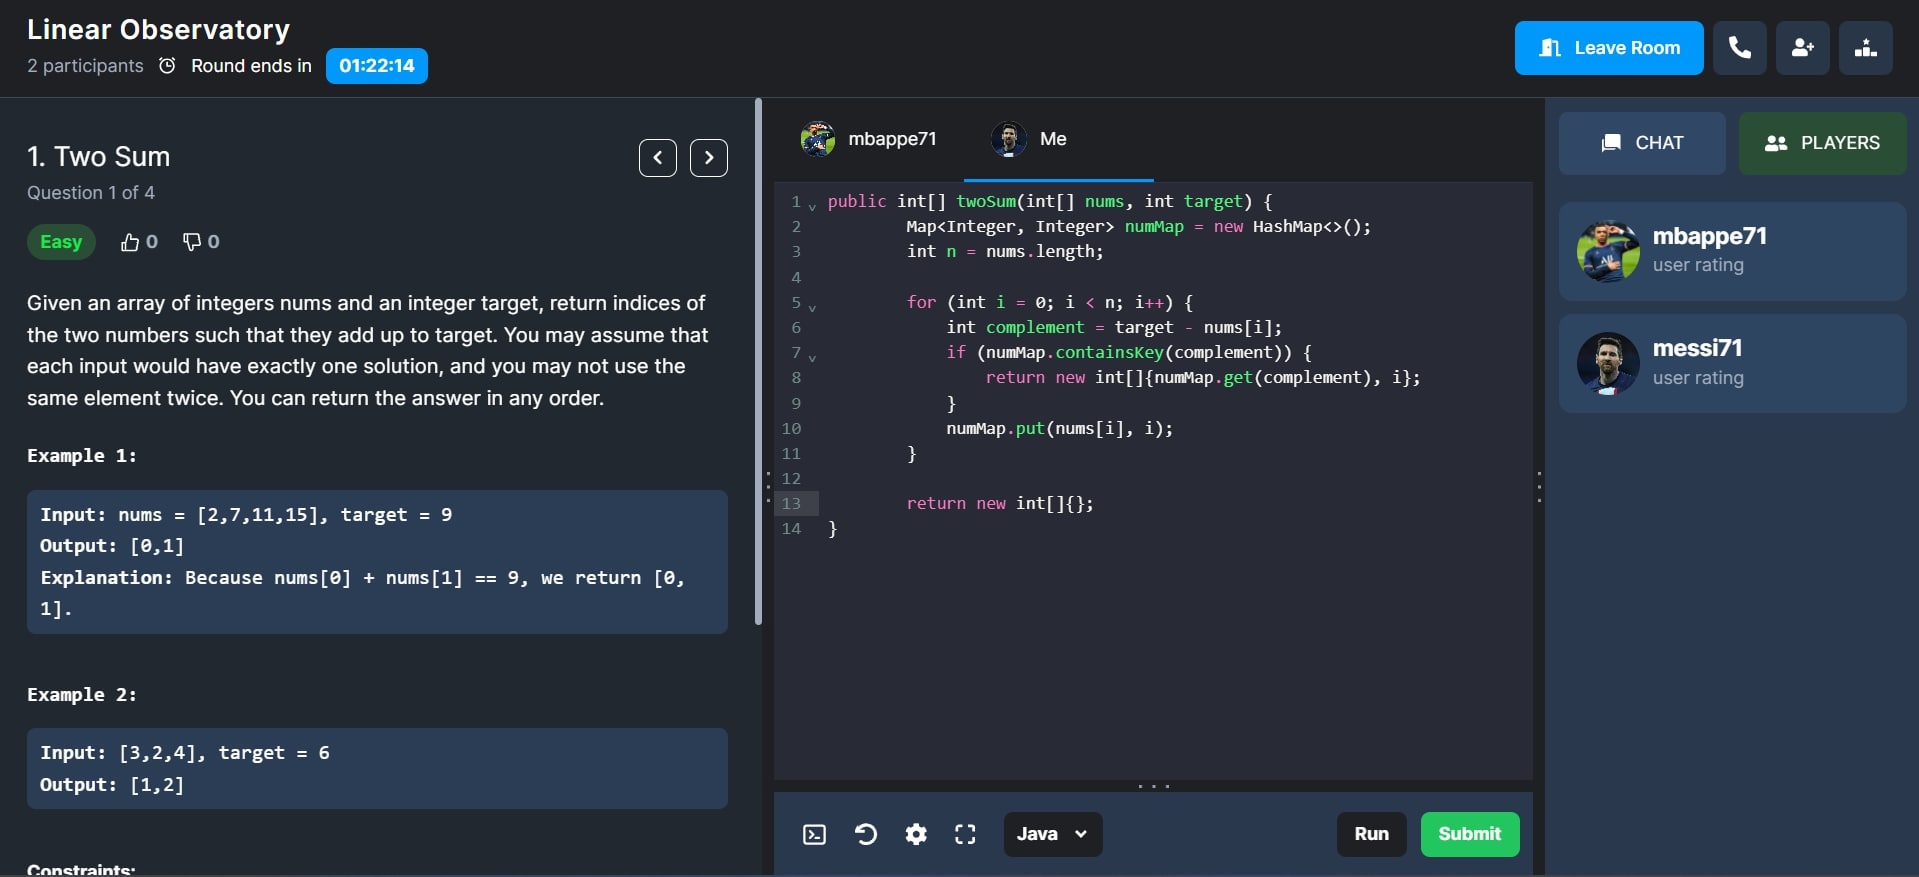 Linear Observatory
2 participants Round ends in 01:22:14
Leave Room
1. Two Sum
Question 1 of 4
Easy 0 0
Given an array of integers nums and an integer target, return indices of
the two numbers such that they add up to target. You may assume that
each input would have exactly one solution, and you may not use the
same element twice. You can return the answer in any order.
Example 1:
Input: nums = [2,7,11,15], target = 9
Output: [0,1]
Explanation: Because nums[0] + nums[1] == 9, we return [0,
1].
Example 2:
Input: [3,2,4], target = 6
Output: [1,2]
Constraints:
mbappe71 Me
1 public int[] twoSum(int[] nums, int target) {
2 Map<Integer, Integer> numMap = new HashMap<>();
3 int n = nums.length;
4
5 for (int i = 0; i < n; i++) {
6 int complement = target - nums[i];
7 if (numMap.containsKey(complement)) {
8 return new int[]{numMap.get(complement), i};
9 }
10 numMap.put(nums[i], i);
11 }
12
13 return new int[]{};
14 }
Java Run Submit
CHAT PLAYERS
mbappe71
user rating
messi71
user rating